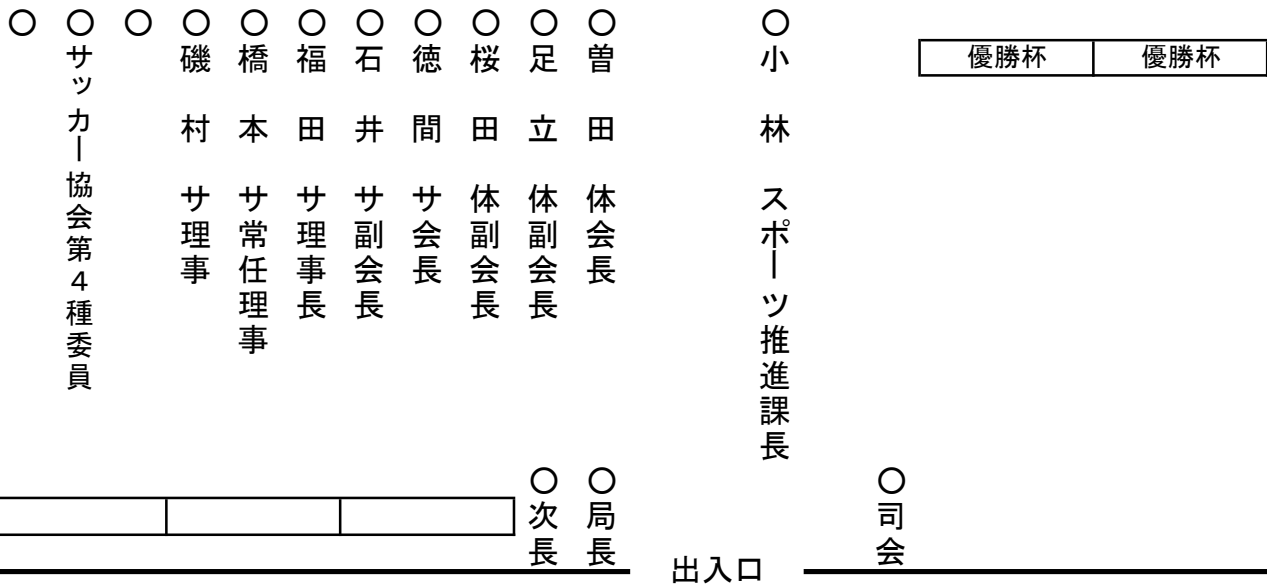 優勝杯
優勝杯
○小林 スポーツ推進課長
○曽田 体会長
○足立 体副会長
○桜田 体副会長
○徳間 サ会長
○石井 サ副会長
○福田 サ理事長
○橋本 サ常任理事
○磯村 サ理事
○
○サッカー協会第4種委員
○
○司会
○局長
○次長
出入口